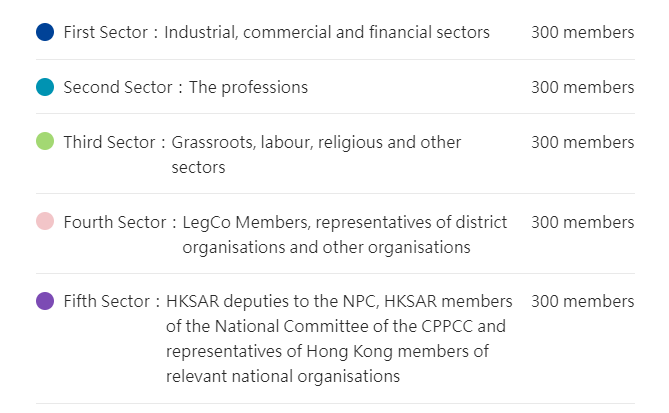 First Sector : Industrial, commercial and financial sectors 300 members
Second Sector : The professions 300 members
Third Sector : Grassroots, labour, religious and other 300 members
sectors
Fourth Sector : LegCo Members, representatives of district 300 members
organisations and other organisations
Fifth Sector : HKSAR deputies to the NPC, HKSAR members 300 members
of the National Committee of the CPPCC and
representatives of Hong Kong members of
relevant national organisations